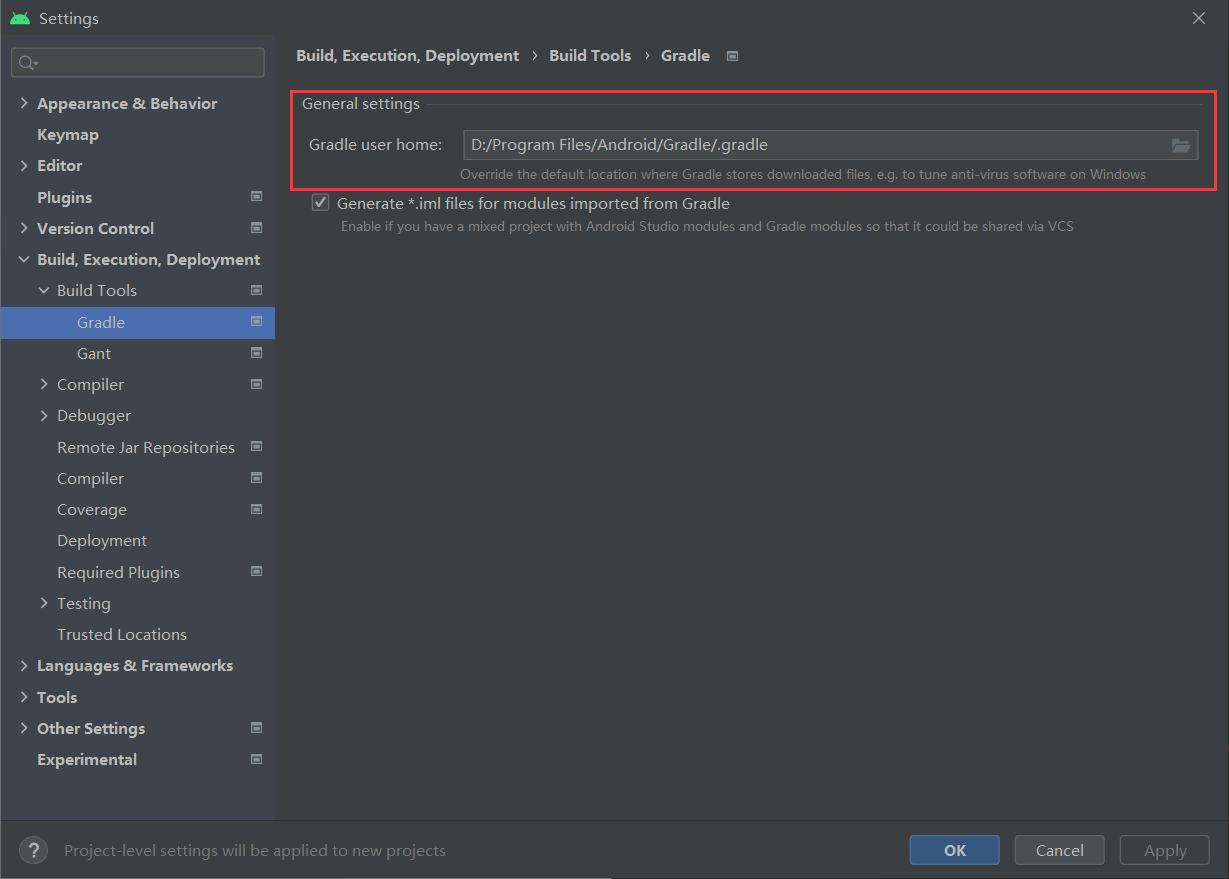 Settings
Build, Execution, Deployment › Build Tools › Gradle
General settings
Gradle user home: D:/Program Files/Android/Gradle/.gradle
Override the default location where Gradle stores downloaded files, e.g. to tune anti-virus software on Windows
Generate *.iml files for modules imported from Gradle
Enable if you have a mixed project with Android Studio modules and Gradle modules so that it could be shared via VCS
Appearance & Behavior
Keymap
Editor
Plugins
Version Control
Build, Execution, Deployment
Build Tools
Gradle
Gant
Compiler
Debugger
Remote Jar Repositories
Compiler
Coverage
Deployment
Required Plugins
Testing
Trusted Locations
Languages & Frameworks
Tools
Other Settings
Experimental
? Project-level settings will be applied to new projects
OK Cancel Apply